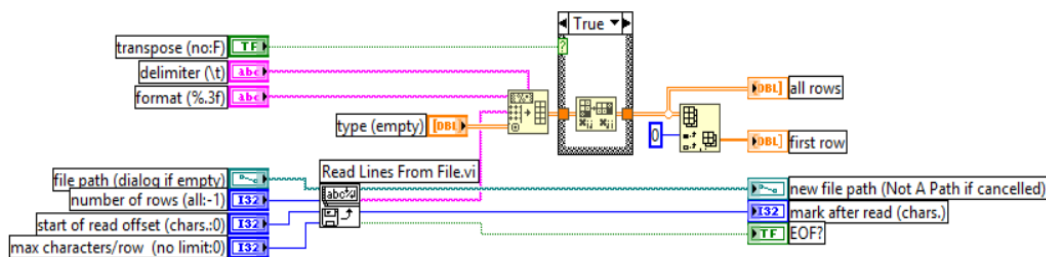 True
transpose (no:F)
TF
?
delimiter (\t)
abc
format (%.3f)
abc
type (empty)
[DBL]
DBL]
all rows
0
DBL]
first row
Read Lines From File.vi
file path (dialog if empty)
abc
new file path (Not A Path if cancelled)
number of rows (all:-1)
I32
start of read offset (chars.:0)
I32
I32
mark after read (chars.)
max characters/row (no limit:0)
I32
TF
EOF?